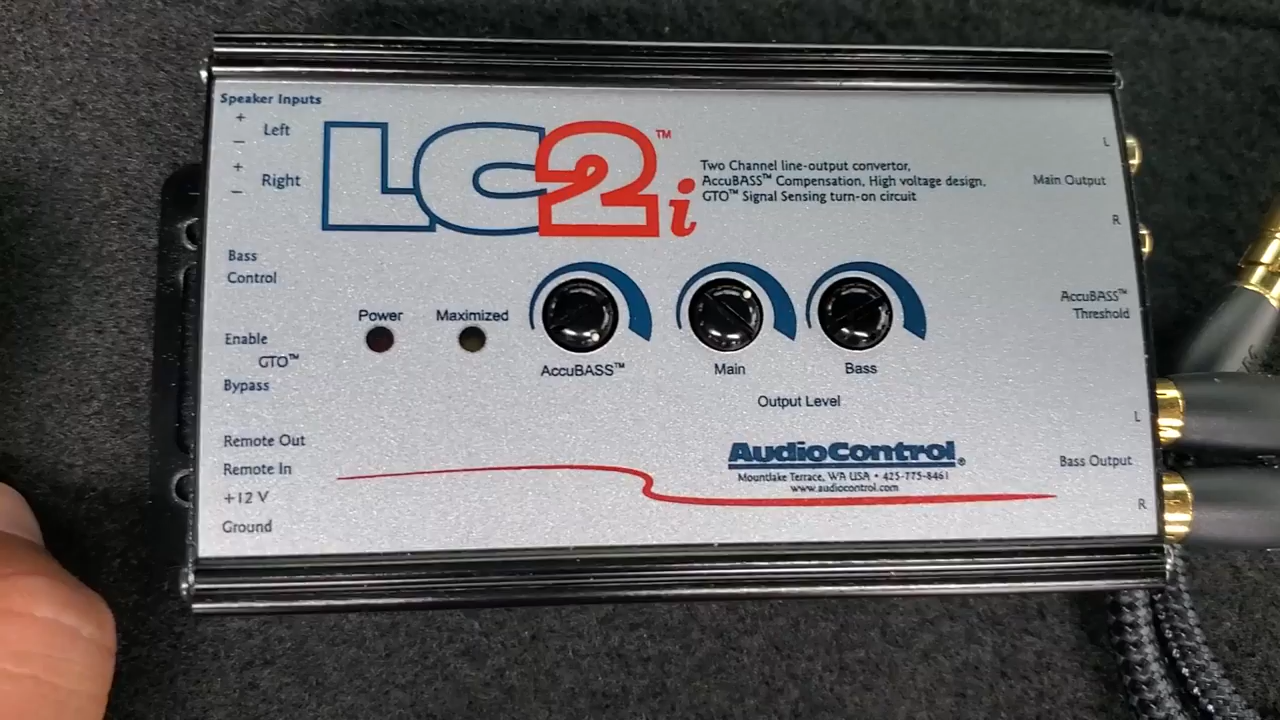 Speaker Inputs
+
Left
−
+
Right
−
LC2i™
Two Channel line-output convertor,
AccuBASS™ Compensation, High voltage design,
GTO™ Signal Sensing turn-on circuit
L
Main Output
R
Bass
Control
Enable
GTO™
Bypass
Power
Maximized
AccuBASS™
Main
Bass
Output Level
AccuBASS™
Threshold
Remote Out
Remote In
+12 V
Ground
AudioControl®
Mountlake Terrace, WA USA • 425-775-8461
www.audiocontrol.com
L
Bass Output
R